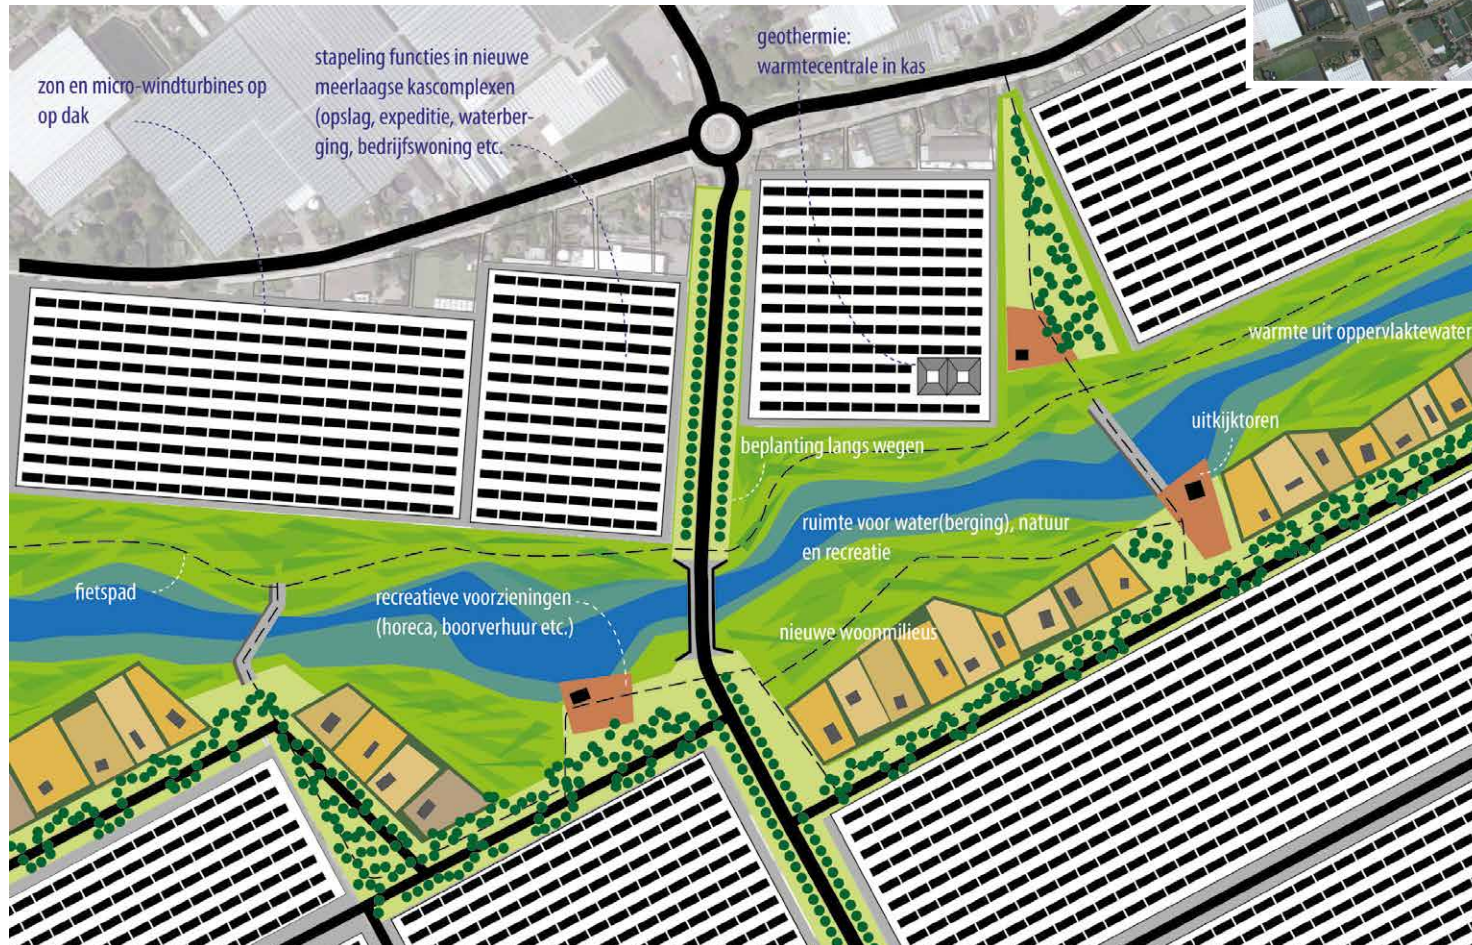 zon en micro-windturbines op
op dak
stapeling functies in nieuwe
meerlaagse kascomplexen
(opslag, expeditie, waterber-
ging, bedrijfswoning etc.
geothermie:
warmtecentrale in kas
warmte uit oppervlaktewater
uitkijktoren
beplanting langs wegen
ruimte voor water(berging), natuur
en recreatie
fietspad
recreatieve voorzieningen
(horeca, boorverhuur etc.)
nieuwe woonmilieus